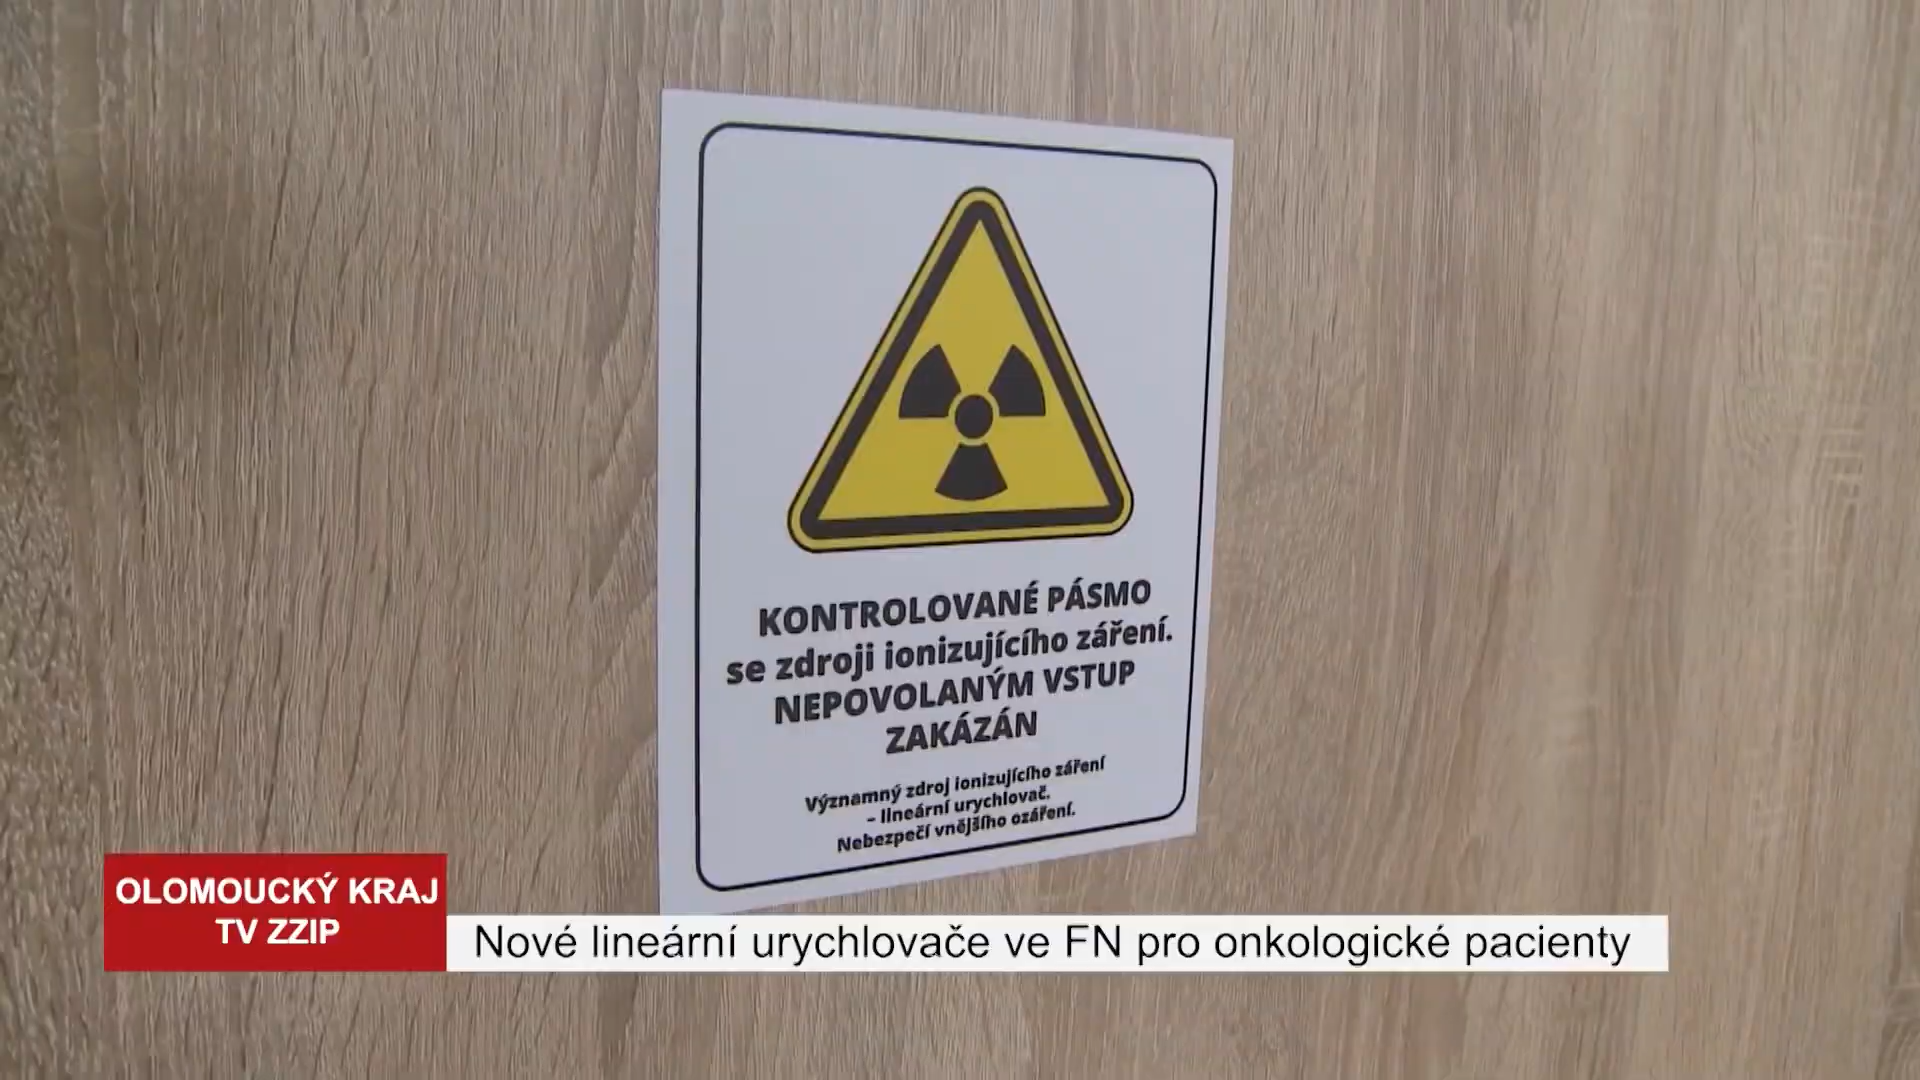 KONTROLOVANÉ PÁSMO
se zdroji ionizujícího záření.
NEPOVOLANÝM VSTUP
ZAKÁZÁN
Významný zdroj ionizujícího záření
– lineární urychlovač.
Nebezpečí vnějšího ozáření.
OLOMOUCKÝ KRAJ
TV ZZIP
Nové lineární urychlovače ve FN pro onkologické pacienty